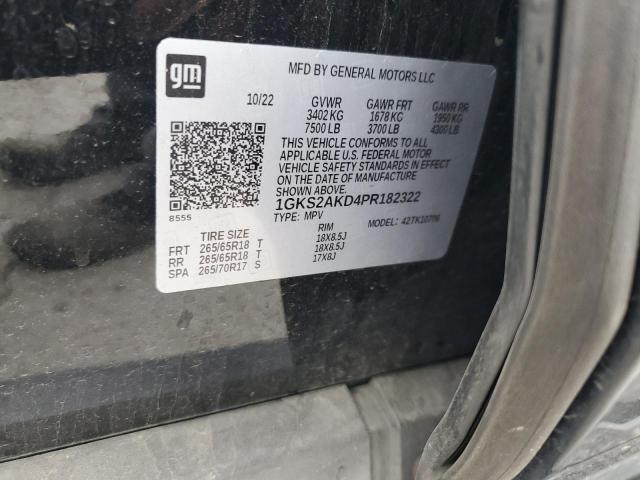 gm
MFD BY GENERAL MOTORS LLC
10/22 GVWR GAWR FRT GAWR RR
3402 KG 1678 KG 1950 KG
7500 LB 3700 LB 4300 LB
THIS VEHICLE CONFORMS TO ALL
APPLICABLE U.S. FEDERAL MOTOR
VEHICLE SAFETY STANDARDS IN EFFECT
ON THE DATE OF MANUFACTURE
SHOWN ABOVE.
1GKS2AKD4PR182322
8555
TYPE: MPV MODEL:
TIRE SIZE RIM
FRT 265/65R18 T 18X8.5J
RR 265/65R18 T 18X8.5J
SPA 265/70R17 S 17X8J